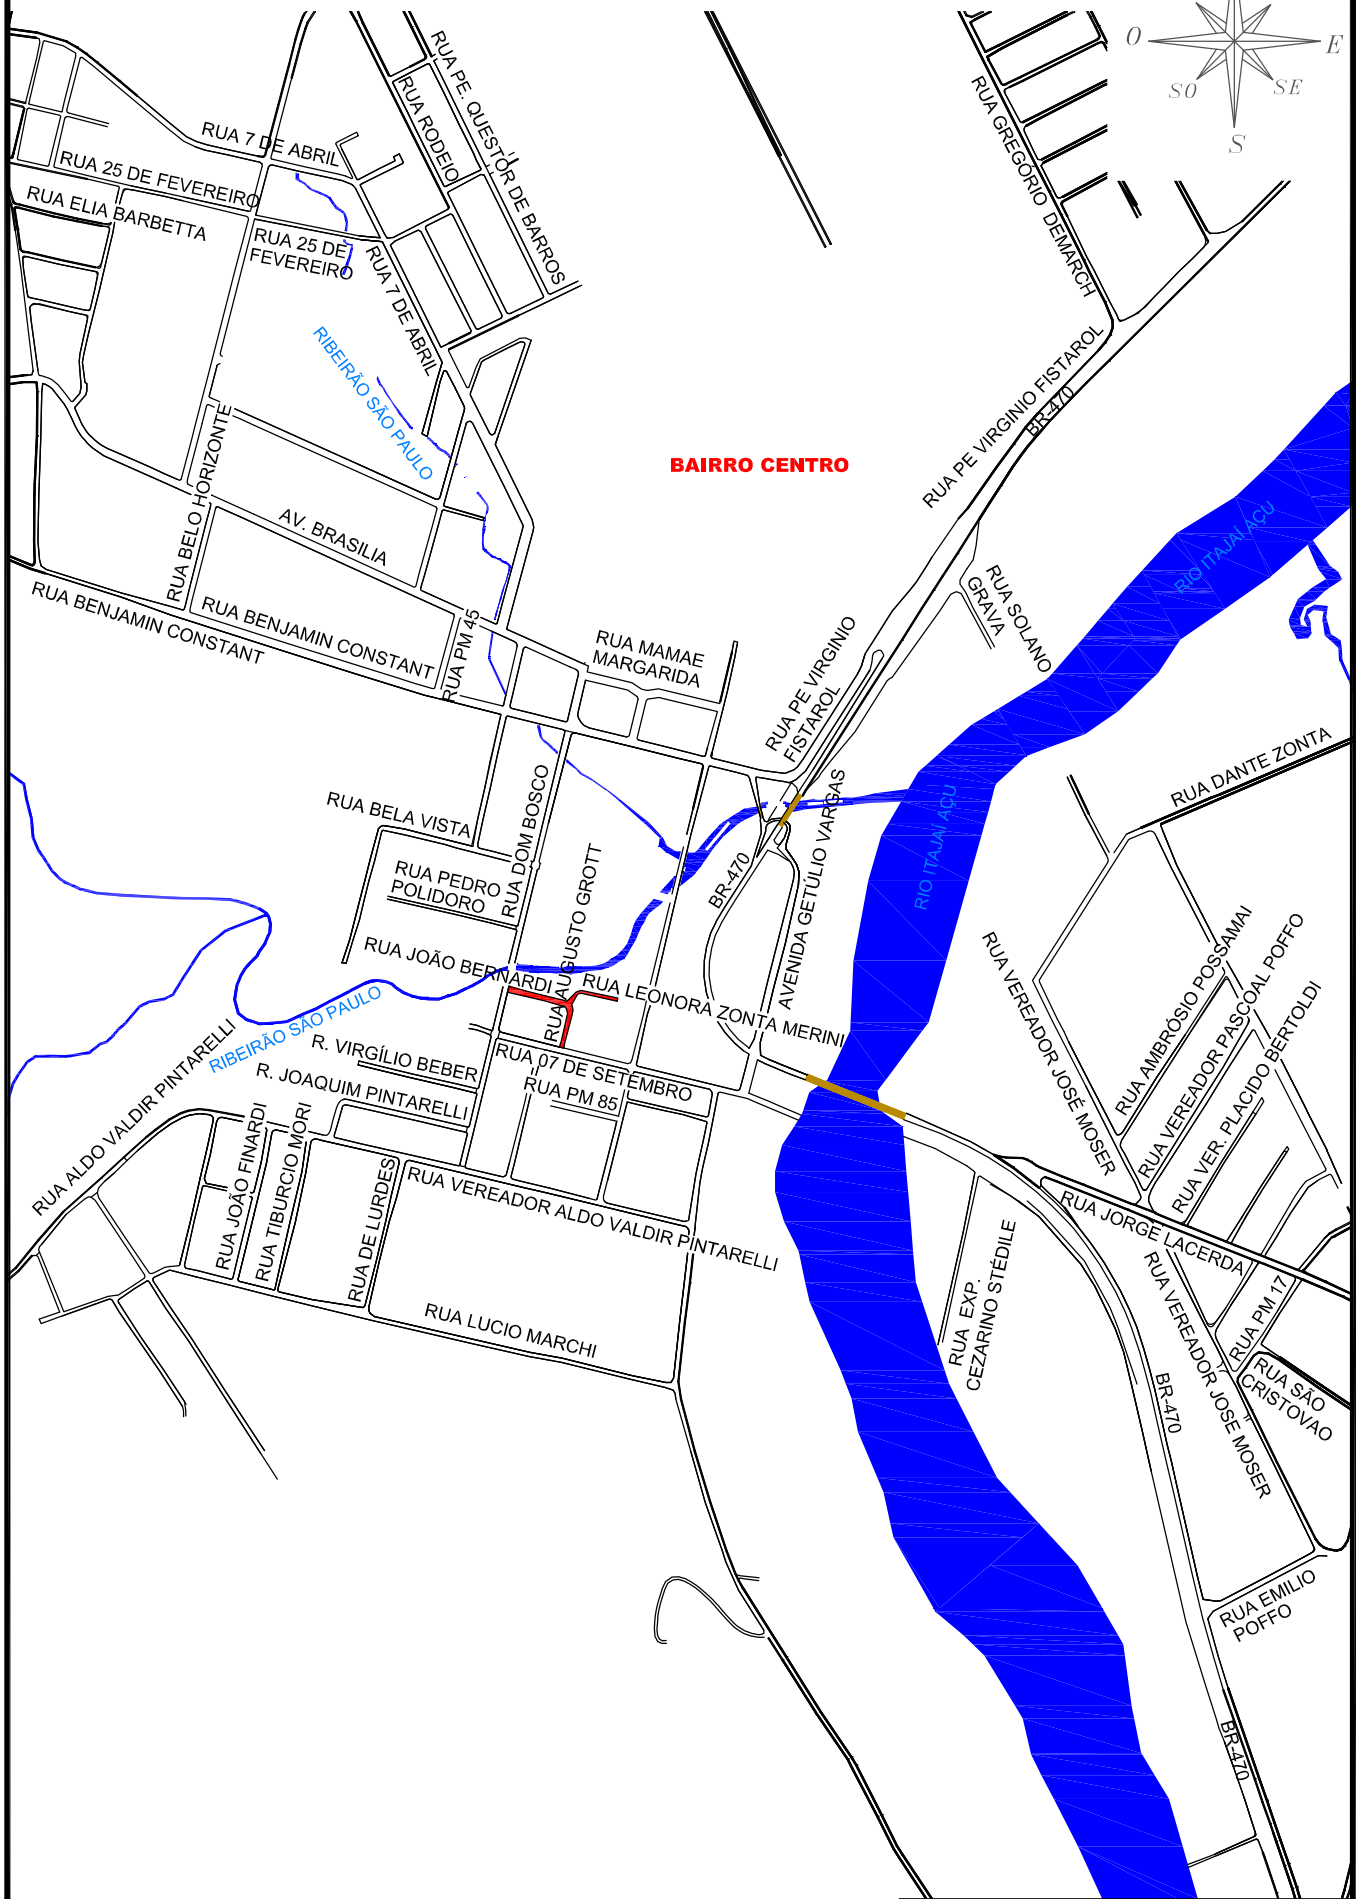 O
E
SO
SE
S
RUA PE. QUESTOR DE BARROS
RUA RODEIO
RUA GREGÓRIO DEMARCH
RUA 7 DE ABRIL
RUA 25 DE FEVEREIRO
RUA ELIA BARBETTA
RUA 25 DE
FEVEREIRO
RUA 7 DE ABRIL
RIBEIRÃO SÃO PAULO
RUA PE VIRGINIO FISTAROL
BR-470
BAIRRO CENTRO
RUA BELO HORIZONTE
AV. BRASILIA
RIO ITAJAÍ AÇU
RUA SOLANO
GRAVA
RUA BENJAMIN CONSTANT
RUA BENJAMIN CONSTANT
RUA PM 45
RUA MAMAE
MARGARIDA
RUA PE VIRGINIO
FISTAROL
RUA DANTE ZONTA
RUA BELA VISTA
RUA DOM BOSCO
AVENIDA GETÚLIO VARGAS
RIO ITAJAÍ AÇU
RUA PEDRO
POLIDORO
RUA AUGUSTO GROTT
BR-470
RUA JOÃO BERNARDI
RUA LEONORA ZONTA MERINI
RUA VEREADOR JOSÉ MOSER
RUA AMBRÓSIO POSSAMAI
RUA VEREADOR PASCOAL POFFO
RUA VER. PLACIDO BERTOLDI
RIBEIRÃO SÃO PAULO
RUA ALDO VALDIR PINTARELLI
R. VIRGÍLIO BEBER
RUA 07 DE SETEMBRO
R. JOAQUIM PINTARELLI
RUA PM 85
RUA JOÃO FINARDI
RUA TIBURCIO MORI
RUA DE LURDES
RUA VEREADOR ALDO VALDIR PINTARELLI
RUA JORGE LACERDA
RUA EXP.
CEZARINO STÉDILE
RUA VEREADOR JOSE MOSER
RUA PM 17
RUA LUCIO MARCHI
RUA SÃO
CRISTOVAO
BR-470
RUA EMILIO
POFFO
BR-470